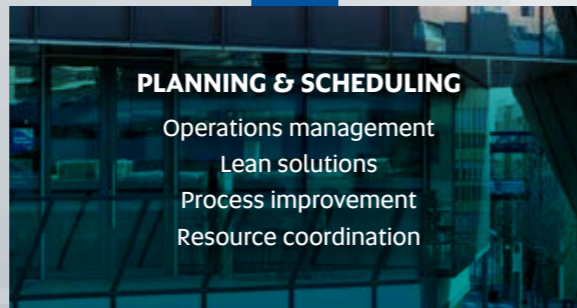 PLANNING & SCHEDULING
Operations management
Lean solutions
Process improvement
Resource coordination